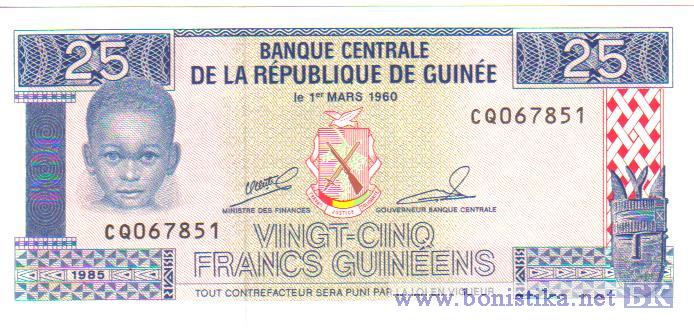 25 25
BANQUE CENTRALE
DE LA RÉPUBLIQUE DE GUINÉE
le 1er MARS 1960
CQ067851
TRAVAIL JUSTICE SOLIDARITÉ
MINISTRE DES FINANCES GOUVERNEUR BANQUE CENTRALE
CQ067851
VINGT-CINQ
FRANCS GUINÉENS
1985
TOUT CONTREFACTEUR SERA PUNI PAR LA LOI EN VIGUEUR
www.bonistika.net БК